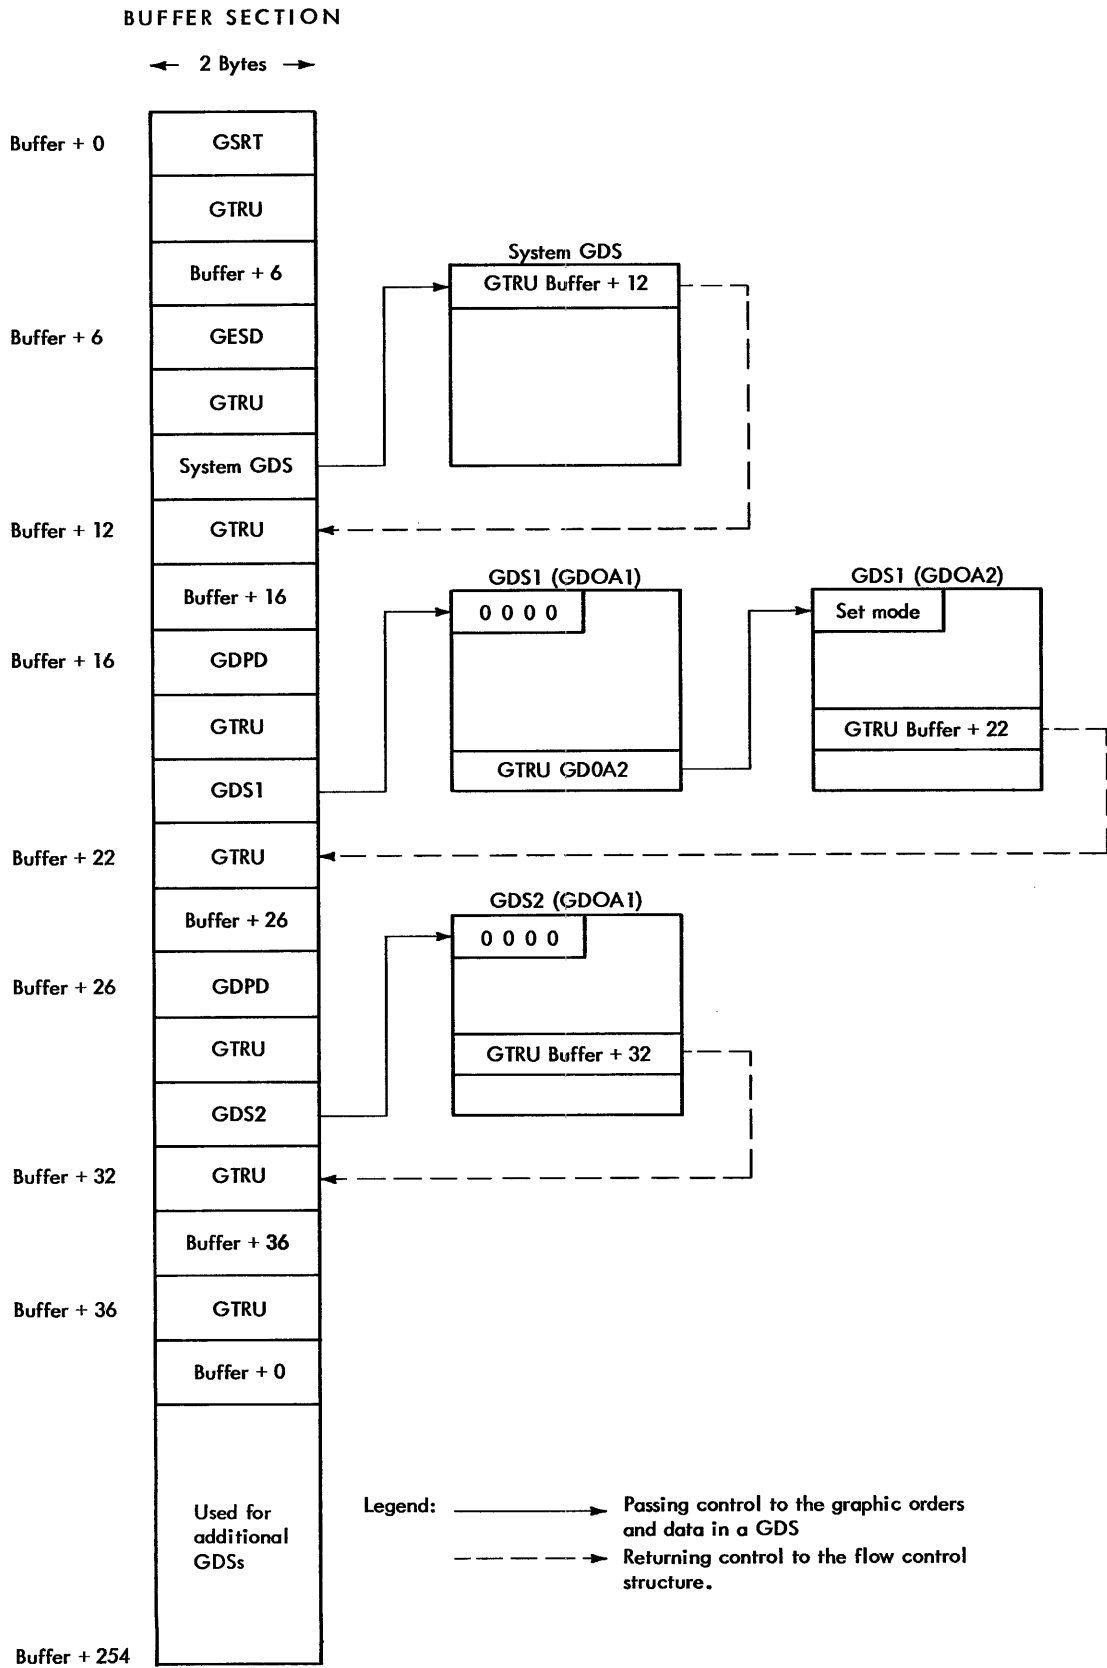 BUFFER SECTION
2 Bytes
Buffer + 0
GSRT
GTRU
Buffer + 6
Buffer + 6
GESD
GTRU
System GDS
System GDS
GTRU Buffer + 12
Buffer + 12
GTRU
Buffer + 16
Buffer + 16
GDPD
GTRU
GDS1
GDS1 (GDOA1)
0 0 0 0
GTRU GD0A2
GDS1 (GDOA2)
Set mode
GTRU Buffer + 22
Buffer + 22
GTRU
Buffer + 26
Buffer + 26
GDPD
GTRU
GDS2
GDS2 (GDOA1)
0 0 0 0
GTRU Buffer + 32
Buffer + 32
GTRU
Buffer + 36
Buffer + 36
GTRU
Buffer + 0
Used for
additional
GDSs
Buffer + 254
Legend:
Passing control to the graphic orders
and data in a GDS
Returning control to the flow control
structure.